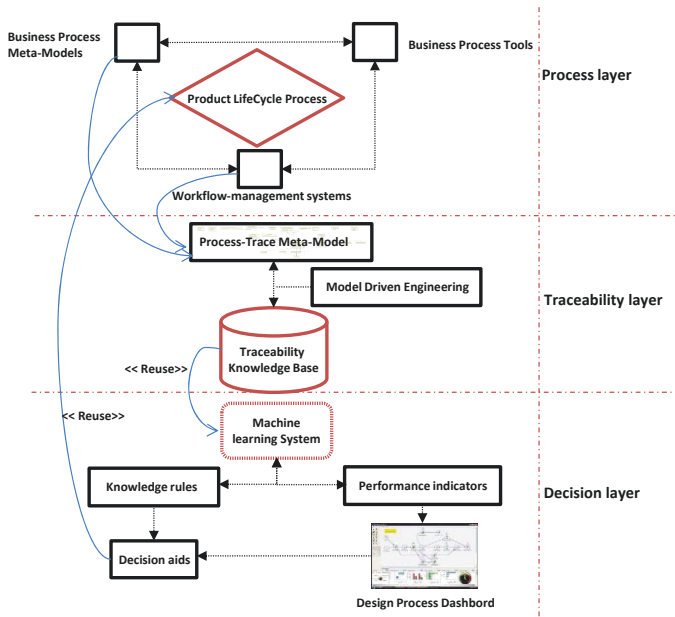 Business Process
Meta-Models
Business Process Tools
Process layer
Product LifeCycle Process
Workflow-management systems
Process-Trace Meta-Model
Model Driven Engineering
Traceability layer
Traceability
Knowledge Base
<< Reuse>>
<< Reuse>>
Machine
learning System
Knowledge rules
Performance indicators
Decision layer
Decision aids
Design Process Dashbord